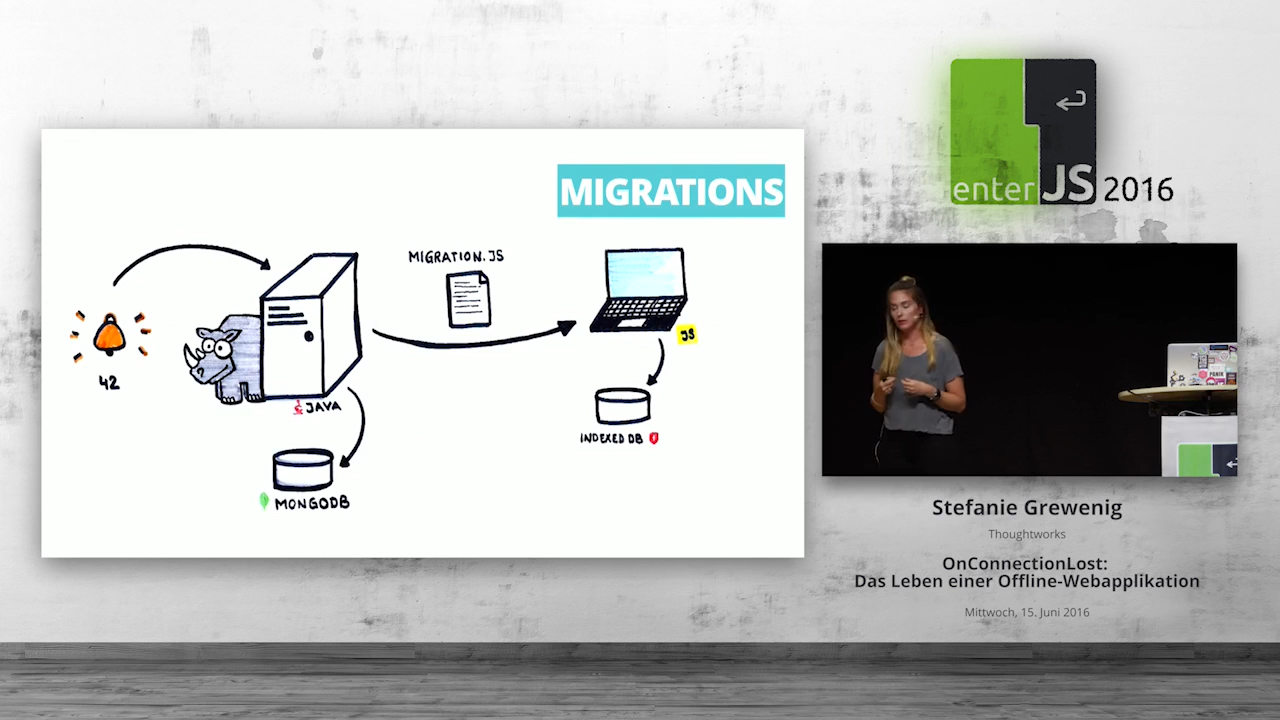 MIGRATIONS
MIGRATION.JS
42
JAVA
JS
INDEXED DB
MONGODB
enter JS 2016
PANIC
Stefanie Grewenig
Thoughtworks
OnConnectionLost:
Das Leben einer Offline-Webapplikation
Mittwoch, 15. Juni 2016